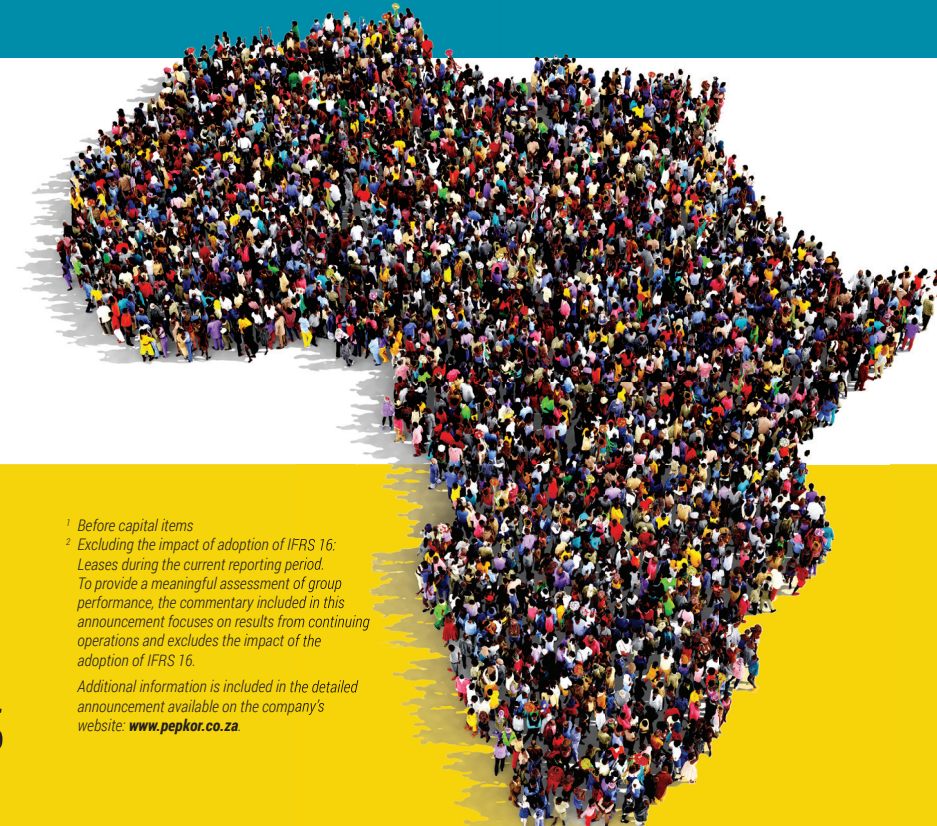 1 Before capital items
2 Excluding the impact of adoption of IFRS 16:
Leases during the current reporting period.
To provide a meaningful assessment of group
performance, the commentary included in this
announcement focuses on results from continuing
operations and excludes the impact of the
adoption of IFRS 16.
Additional information is included in the detailed
announcement available on the company's
website: www.pepkor.co.za.